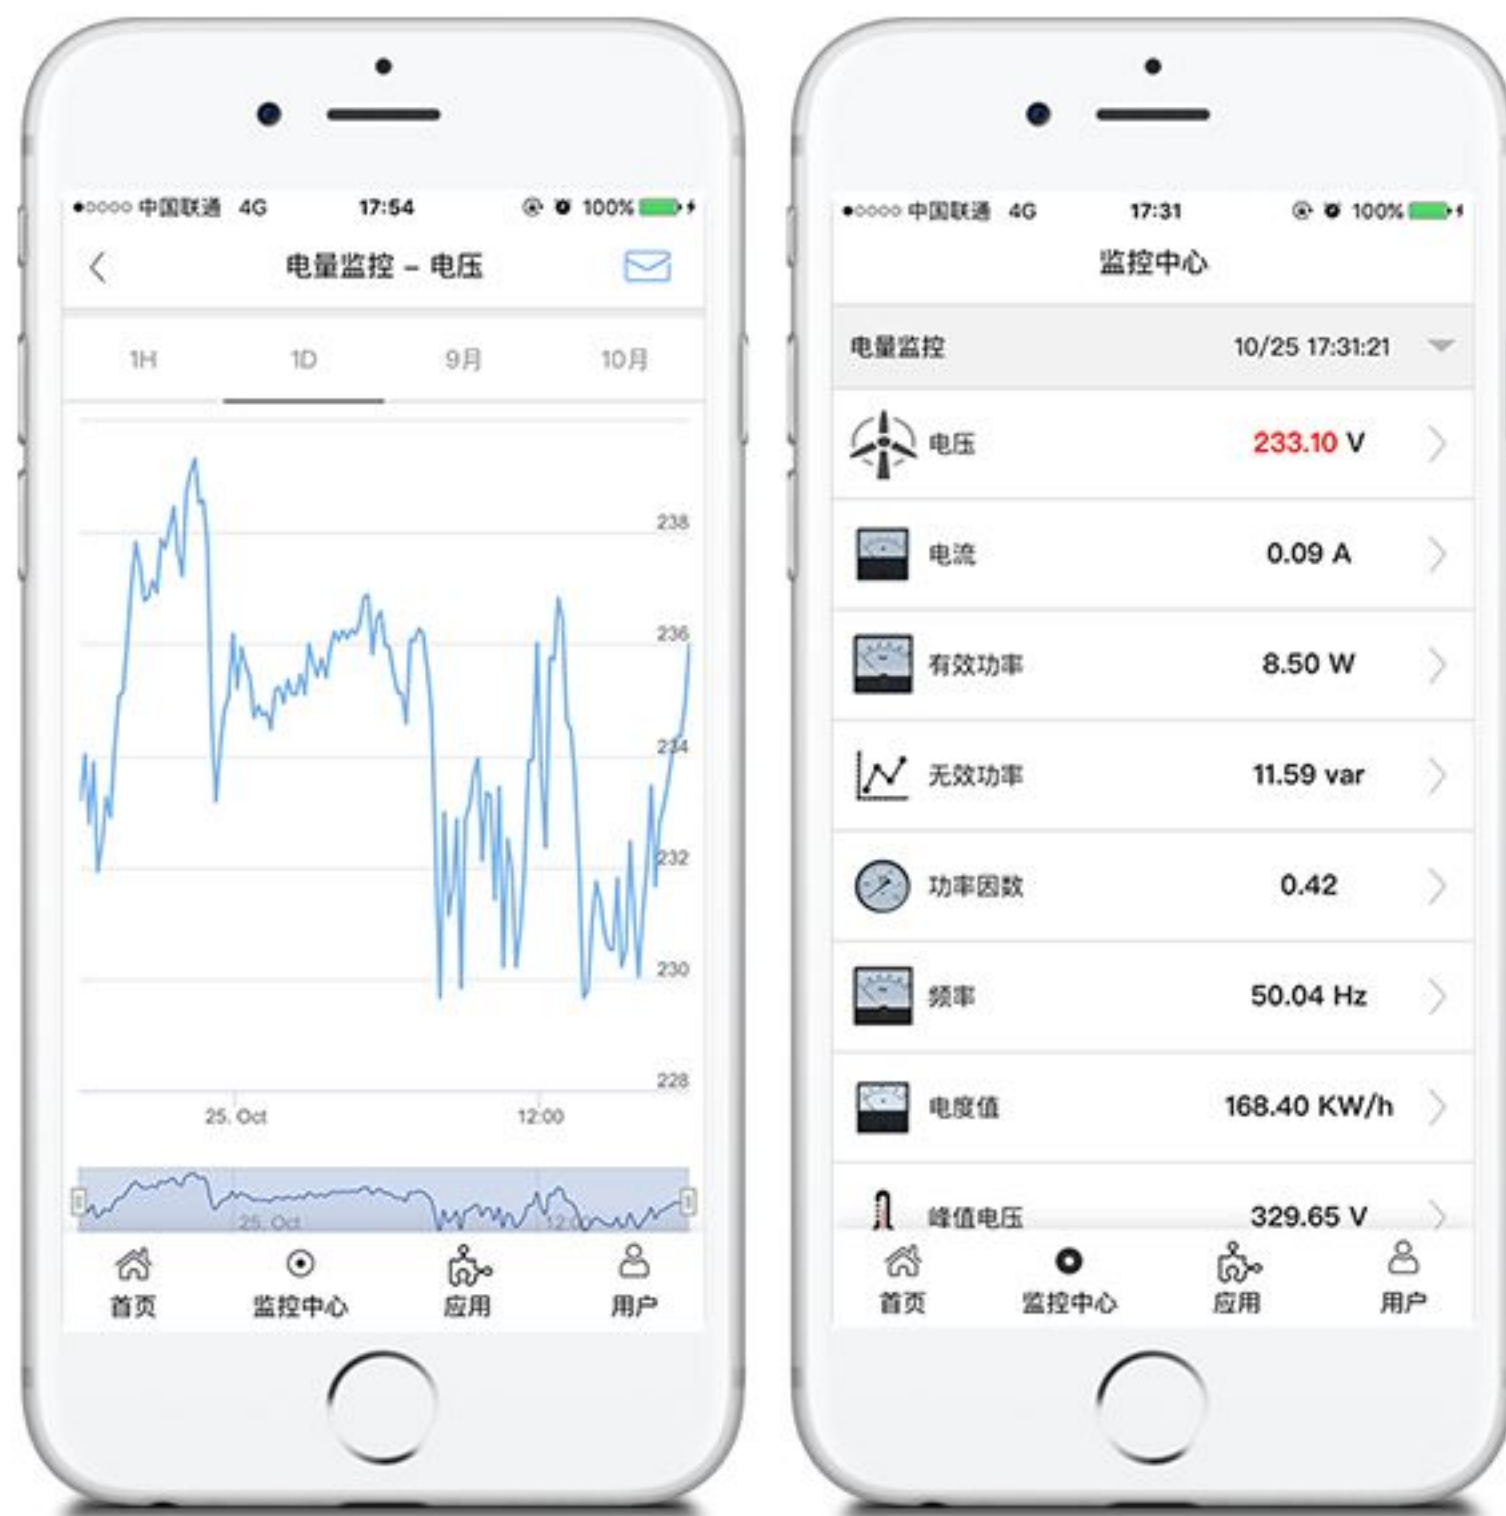 中国联通 4G 17:54 100%
电量监控 – 电压
1H 1D 9月 10月
238
236
234
232
230
228
25. Oct 12:00
25. Oct 12:00
首页 监控中心 应用 用户
中国联通 4G 17:31 100%
监控中心
电量监控 10/25 17:31:21
电压 233.10 V
电流 0.09 A
有效功率 8.50 W
无效功率 11.59 var
功率因数 0.42
频率 50.04 Hz
电度值 168.40 KW/h
峰值电压 329.65 V
首页 监控中心 应用 用户